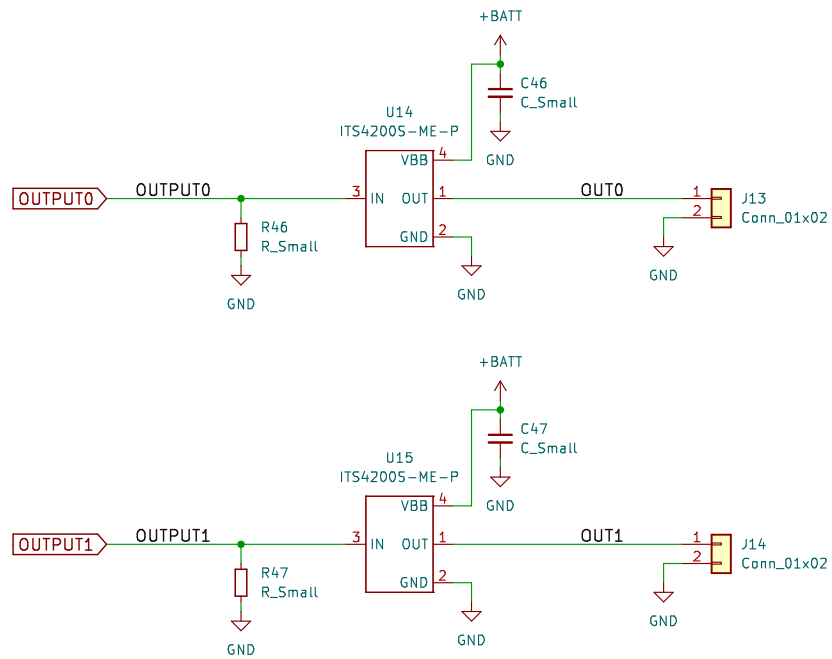 +BATT
C46
C_Small
GND
U14
ITS4200S-ME-P
VBB 4
OUTPUT0
OUTPUT0
3 IN
OUT 1
OUT0
1
2
J13
Conn_01x02
R46
R_Small
GND
GND 2
GND
GND
+BATT
C47
C_Small
GND
U15
ITS4200S-ME-P
VBB 4
OUTPUT1
OUTPUT1
3 IN
OUT 1
OUT1
1
2
J14
Conn_01x02
R47
R_Small
GND
GND 2
GND
GND